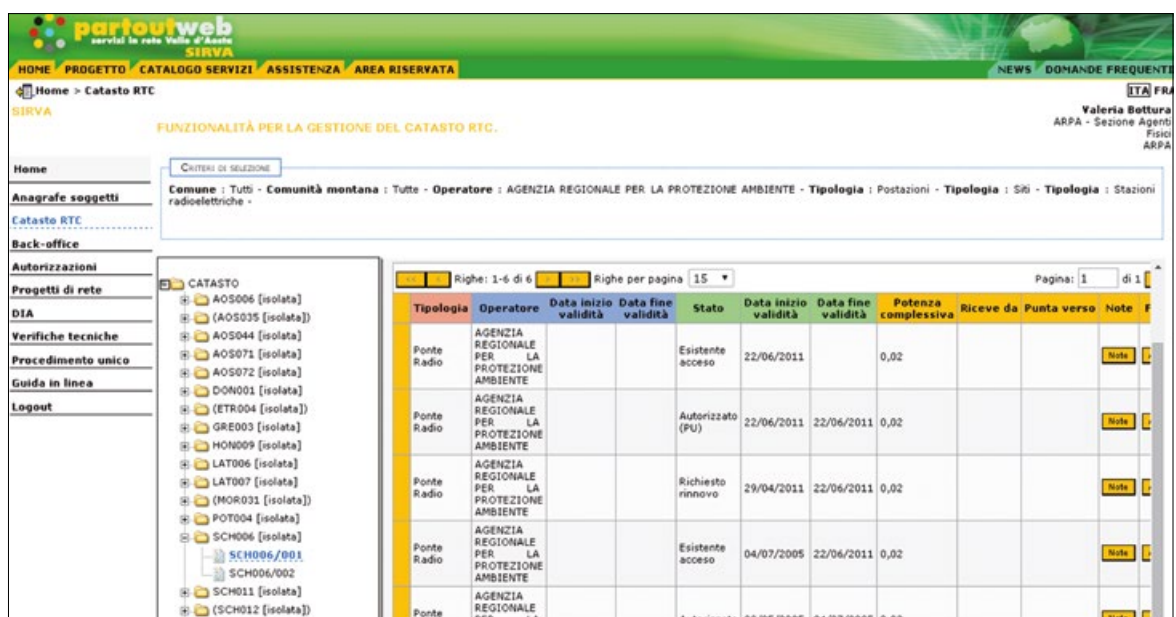 partoutweb
servizi in rete Valle d'Aosta
SIRVA
HOME PROGETTO CATALOGO SERVIZI ASSISTENZA AREA RISERVATA NEWS DOMANDE FREQUENTI
Home > Catasto RTC ITA FRA
SIRVA
Valeria Bottura
ARPA - Sezione Agenti
Fisici
ARPA
FUNZIONALITÀ PER LA GESTIONE DEL CATASTO RTC.
Home
Anagrafe soggetti
Catasto RTC
Back-office
Autorizzazioni
Progetti di rete
DIA
Verifiche tecniche
Procedimento unico
Guida in linea
Logout
CRITERI DI SELEZIONE
Comune : Tutti - Comunità montana : Tutte - Operatore : AGENZIA REGIONALE PER LA PROTEZIONE AMBIENTE - Tipologia : Postazioni - Tipologia : Siti - Tipologia : Stazioni
radioelettriche -
CATASTO
AOS006 [isolata]
(AOS035 [isolata])
AOS044 [isolata]
AOS071 [isolata]
AOS072 [isolata]
DON001 [isolata]
(ETR004 [isolata])
GRE003 [isolata]
HON009 [isolata]
LAT006 [isolata]
LAT007 [isolata]
(MOR031 [isolata])
POT004 [isolata]
SCH006 [isolata]
SCH006/001
SCH006/002
SCH011 [isolata]
(SCH012 [isolata])
<< < Righe: 1-6 di 6 > >> Righe per pagina 15 Pagina: 1 di 1
Tipologia Operatore Data inizio validità Data fine validità Stato Data inizio validità Data fine validità Potenza complessiva Riceve da Punta verso Note
Ponte Radio AGENZIA REGIONALE PER LA PROTEZIONE AMBIENTE Esistente acceso 22/06/2011 0,02 Note
Ponte Radio AGENZIA REGIONALE PER LA PROTEZIONE AMBIENTE Autorizzato (PU) 22/06/2011 22/06/2011 0,02 Note
Ponte Radio AGENZIA REGIONALE PER LA PROTEZIONE AMBIENTE Richiesto rinnovo 29/04/2011 22/06/2011 0,02 Note
Ponte Radio AGENZIA REGIONALE PER LA PROTEZIONE AMBIENTE Esistente acceso 04/07/2005 22/06/2011 0,02 Note
Ponte AGENZIA REGIONALE